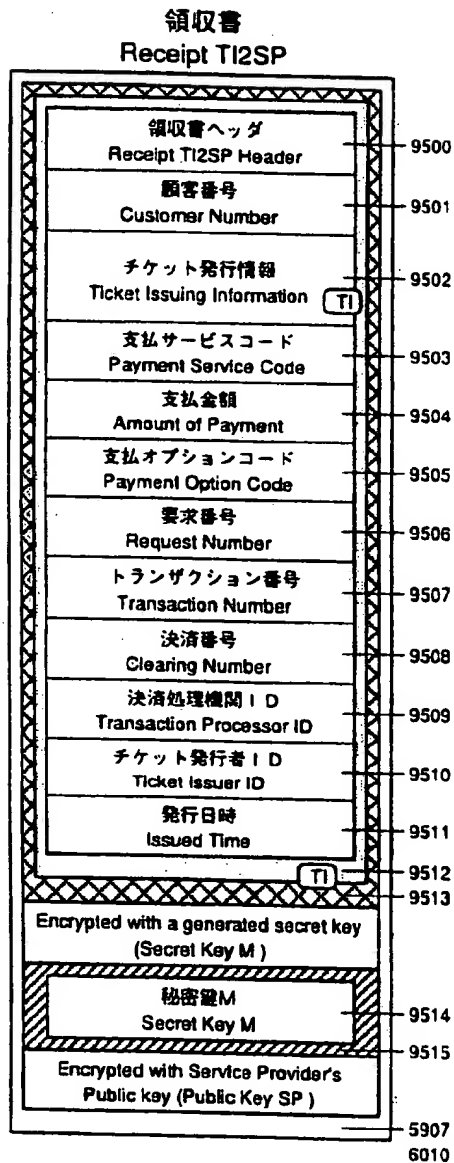 領収書
Receipt TI2SP
領収書ヘッダ
Receipt TI2SP Header
9500
顧客番号
Customer Number
9501
チケット発行情報
Ticket Issuing Information
TI
9502
支払サービスコード
Payment Service Code
9503
支払金額
Amount of Payment
9504
支払オプションコード
Payment Option Code
9505
要求番号
Request Number
9506
トランザクション番号
Transaction Number
9507
決済番号
Clearing Number
9508
決済処理機関ID
Transaction Processor ID
9509
チケット発行者ID
Ticket Issuer ID
9510
発行日時
Issued Time
9511
TI
9512
9513
Encrypted with a generated secret key
(Secret Key M )
秘密鍵M
Secret Key M
9514
9515
Encrypted with Service Provider's
Public key (Public Key SP )
5907
6010